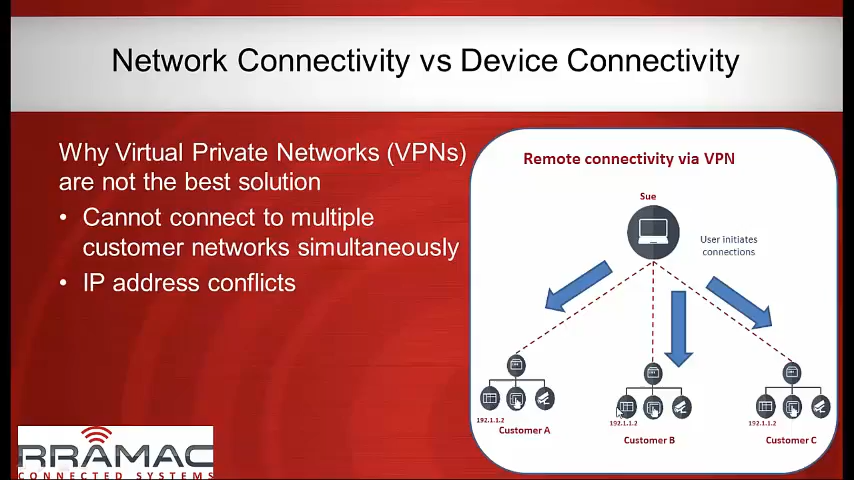 Network Connectivity vs Device Connectivity
Why Virtual Private Networks (VPNs)
are not the best solution
• Cannot connect to multiple
customer networks simultaneously
• IP address conflicts
Remote connectivity via VPN
Sue
User initiates
connections
192.1.1.2
Customer A
192.1.1.2
Customer B
192.1.1.2
Customer C
RRAMAC
CONNECTED SYSTEMS